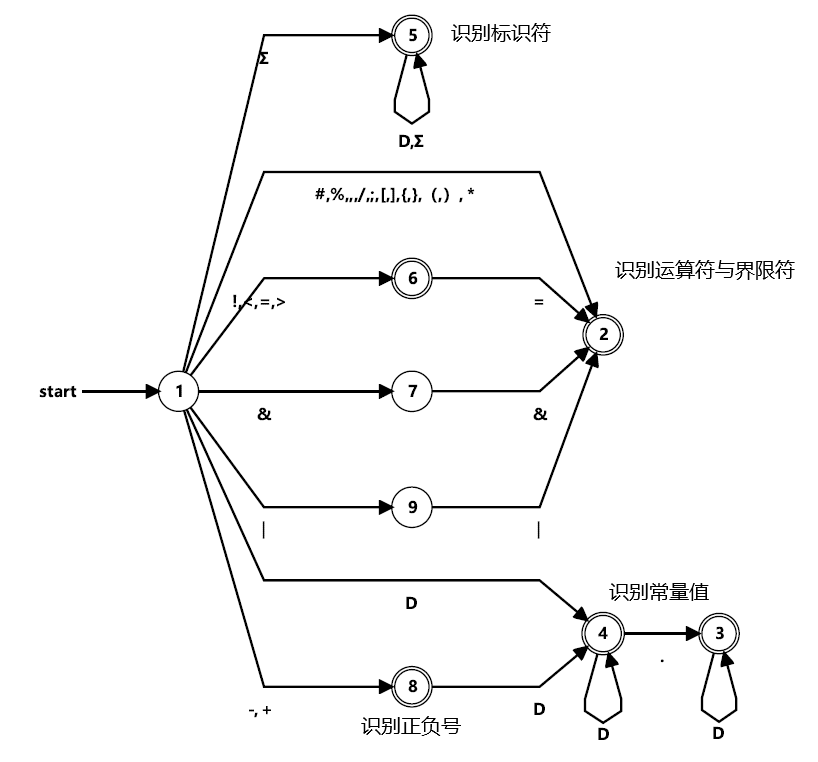 5
识别标识符
Σ
D,Σ
#,%,,,/,;,[,],{,}, (,) ,*
识别运算符与界限符
6
!,<,=,>
=
2
start
1
7
&
&
9
|
|
识别常量值
D
4
3
.
8
-,+
D
D
D
识别正负号